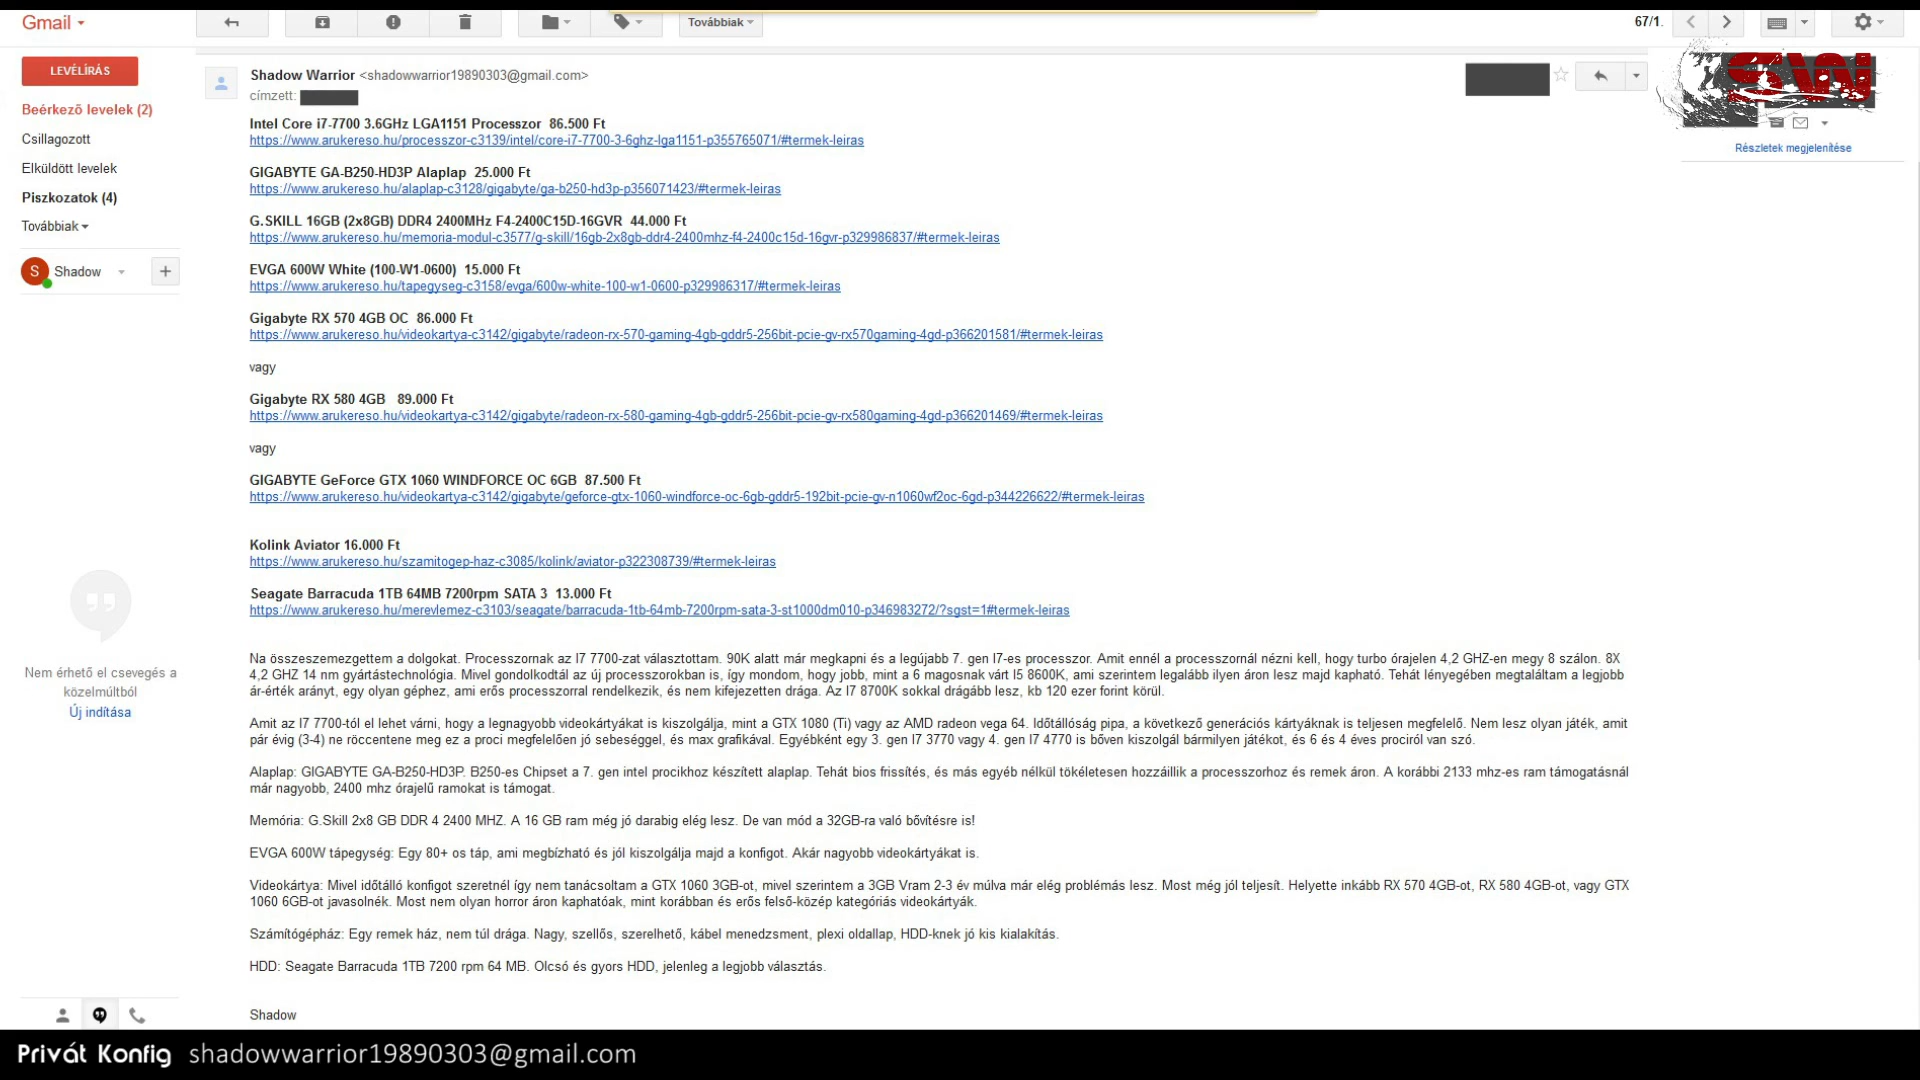 Gmail
Továbbiak
67/1.
SW
LEVÉLÍRÁS
Beérkező levelek (2)
Csillagozott
Elküldött levelek
Piszkozatok (4)
Továbbiak
S Shadow
Shadow Warrior <shadowwarrior19890303@gmail.com>
címzett:
Részletek megjelenítése
Intel Core i7-7700 3.6GHz LGA1151 Processzor 86.500 Ft
https://www.arukereso.hu/processzor-c3139/intel/core-i7-7700-3-6ghz-lga1151-p355765071/#termek-leiras
GIGABYTE GA-B250-HD3P Alaplap 25.000 Ft
https://www.arukereso.hu/alaplap-c3128/gigabyte/ga-b250-hd3p-p356071423/#termek-leiras
G.SKILL 16GB (2x8GB) DDR4 2400MHz F4-2400C15D-16GVR 44.000 Ft
https://www.arukereso.hu/memoria-modul-c3577/g-skill/16gb-2x8gb-ddr4-2400mhz-f4-2400c15d-16gvr-p329986837/#termek-leiras
EVGA 600W White (100-W1-0600) 15.000 Ft
https://www.arukereso.hu/tapegyseg-c3158/evga/600w-white-100-w1-0600-p329986317/#termek-leiras
Gigabyte RX 570 4GB OC 86.000 Ft
https://www.arukereso.hu/videokartya-c3142/gigabyte/radeon-rx-570-gaming-4gb-gddr5-256bit-pcie-gv-rx570gaming-4gd-p366201581/#termek-leiras
vagy
Gigabyte RX 580 4GB 89.000 Ft
https://www.arukereso.hu/videokartya-c3142/gigabyte/radeon-rx-580-gaming-4gb-gddr5-256bit-pcie-gv-rx580gaming-4gd-p366201469/#termek-leiras
vagy
GIGABYTE GeForce GTX 1060 WINDFORCE OC 6GB 87.500 Ft
https://www.arukereso.hu/videokartya-c3142/gigabyte/geforce-gtx-1060-windforce-oc-6gb-gddr5-192bit-pcie-gv-n1060wf2oc-6gd-p344226622/#termek-leiras
Kolink Aviator 16.000 Ft
https://www.arukereso.hu/szamitogep-haz-c3085/kolink/aviator-p322308739/#termek-leiras
Seagate Barracuda 1TB 64MB 7200rpm SATA 3 13.000 Ft
https://www.arukereso.hu/merevlemez-c3103/seagate/barracuda-1tb-64mb-7200rpm-sata-3-st1000dm010-p346983272/?sgst=1#termek-leiras
Nem érhető el csevegés a
közelmúltból
Új indítása
Na összeszemezgettem a dolgokat. Processzornak az I7 7700-zat választottam. 90K alatt már megkapni és a legújabb 7. gen I7-es processzor. Amit ennél a processzornál nézni kell, hogy turbo órajelen 4,2 GHZ-en megy 8 szálon. 8X
4,2 GHZ 14 nm gyártástechnológia. Mivel gondolkodtál az új processzorokban is, így mondom, hogy jobb, mint a 6 magosnak várt I5 8600K, ami szerintem legalább ilyen áron lesz majd kapható. Tehát lényegében megtaláltam a legjobb
ár-érték arányt, egy olyan géphez, ami erős processzorral rendelkezik, és nem kifejezetten drága. Az I7 8700K sokkal drágább lesz, kb 120 ezer forint körül.
Amit az I7 7700-tól el lehet várni, hogy a legnagyobb videokártyákat is kiszolgálja, mint a GTX 1080 (Ti) vagy az AMD radeon vega 64. Időtállóság pipa, a következő generációs kártyáknak is teljesen megfelelő. Nem lesz olyan játék, amit
pár évig (3-4) ne röccentene meg ez a proci megfelelően jó sebeséggel, és max grafikával. Egyébként egy 3. gen I7 3770 vagy 4. gen I7 4770 is bőven kiszolgál bármilyen játékot, és 6 és 4 éves prociról van szó.
Alaplap: GIGABYTE GA-B250-HD3P. B250-es Chipset a 7. gen intel procikhoz készített alaplap. Tehát bios frissítés, és más egyéb nélkül tökéletesen hozzáillik a processzorhoz és remek áron. A korábbi 2133 mhz-es ram támogatásnál
már nagyobb, 2400 mhz órajelű ramokat is támogat.
Memória: G.Skill 2x8 GB DDR 4 2400 MHZ. A 16 GB ram még jó darabig elég lesz. De van mód a 32GB-ra való bővítésre is!
EVGA 600W tápegység: Egy 80+ os táp, ami megbízható és jól kiszolgálja majd a konfigot. Akár nagyobb videokártyákat is.
Videokártya: Mivel időtálló konfigot szeretnél így nem tanácsoltam a GTX 1060 3GB-ot, mivel szerintem a 3GB Vram 2-3 év múlva már elég problémás lesz. Most még jól teljesít. Helyette inkább RX 570 4GB-ot, RX 580 4GB-ot, vagy GTX
1060 6GB-ot javasolnék. Most nem olyan horror áron kaphatóak, mint korábban és erős felső-közép kategóriás videokártyák.
Számítógépház: Egy remek ház, nem túl drága. Nagy, szellős, szerelhető, kábel menedzsment, plexi oldallap, HDD-knek jó kis kialakítás.
HDD: Seagate Barracuda 1TB 7200 rpm 64 MB. Olcsó és gyors HDD, jelenleg a legjobb választás.
Shadow
Privát Konfig shadowwarrior19890303@gmail.com